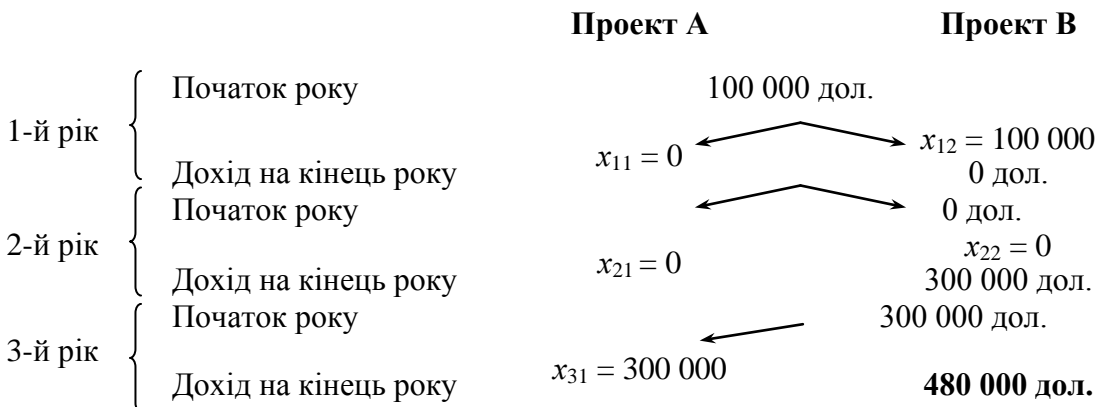 Проект А Проект В
Початок року 100 000 дол.
1-й рік
x11 = 0 x12 = 100 000
Дохід на кінець року 0 дол.
Початок року 0 дол.
2-й рік
x21 = 0 x22 = 0
Дохід на кінець року 300 000 дол.
Початок року 300 000 дол.
3-й рік
x31 = 300 000
Дохід на кінець року 480 000 дол.